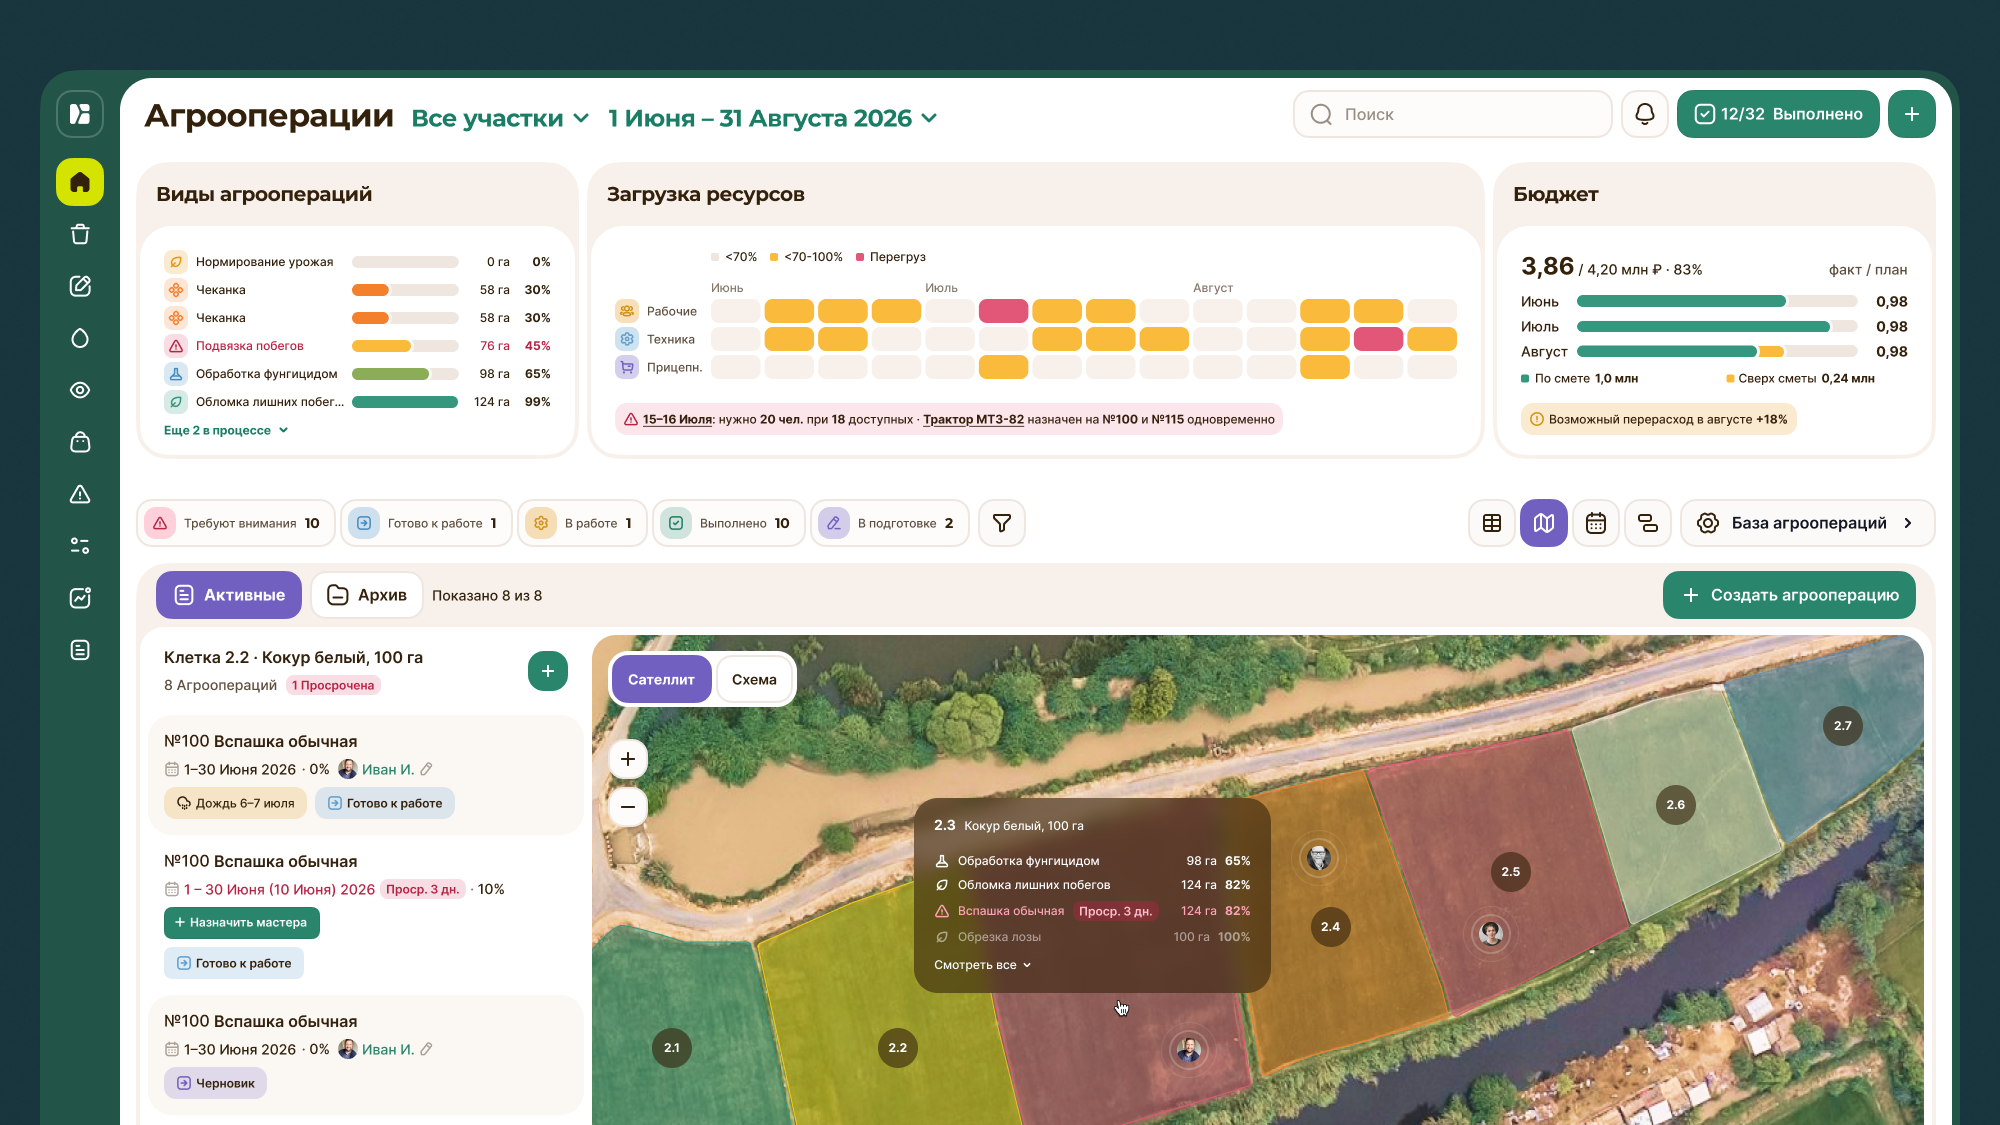 Агрооперации
Все участки
1 Июня – 31 Августа 2026
Поиск
12/32 Выполнено
Виды агроопераций
Нормирование урожая 0 га 0%
Чеканка 58 га 30%
Чеканка 58 га 30%
Подвязка побегов 76 га 45%
Обработка фунгицидом 98 га 65%
Обломка лишних побег... 124 га 99%
Еще 2 в процессе
Загрузка ресурсов
<70% <70-100% Перегруз
Июнь Июль Август
Рабочие
Техника
Прицепн.
15–16 Июля: нужно 20 чел. при 18 доступных · Трактор МТЗ-82 назначен на №100 и №115 одновременно
Бюджет
3,86 / 4,20 млн ₽ · 83% факт / план
Июнь 0,98
Июль 0,98
Август 0,98
По смете 1,0 млн Сверх сметы 0,24 млн
Возможный перерасход в августе +18%
Требуют внимания 10
Готово к работе 1
В работе 1
Выполнено 10
В подготовке 2
База агроопераций
Активные
Архив
Показано 8 из 8
Создать агрооперацию
Клетка 2.2 · Кокур белый, 100 га
8 Агроопераций 1 Просрочена
№100 Вспашка обычная
1–30 Июня 2026 · 0% Иван И.
Дождь 6–7 июля Готово к работе
№100 Вспашка обычная
1 – 30 Июня (10 Июня) 2026 Проср. 3 дн. · 10%
+ Назначить мастера
Готово к работе
№100 Вспашка обычная
1–30 Июня 2026 · 0% Иван И.
Черновик
Сателлит
Схема
+
−
2.3 Кокур белый, 100 га
Обработка фунгицидом 98 га 65%
Обломка лишних побегов 124 га 82%
Вспашка обычная Проср. 3 дн. 124 га 82%
Обрезка лозы 100 га 100%
Смотреть все
2.7
2.6
2.5
2.4
2.1
2.2